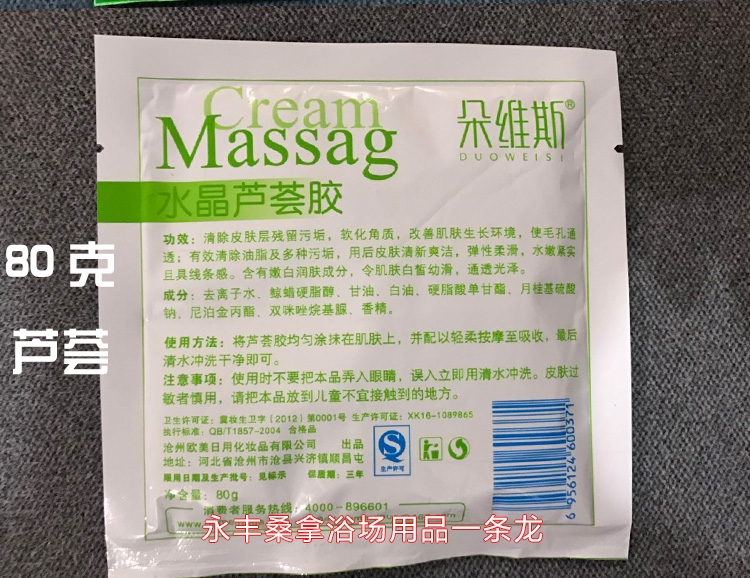 Cream
Massag
朵维斯®
DUOWEISI
水晶芦荟胶
80克
芦荟
功效：清除皮肤层残留污垢，软化角质，改善肌肤生长环境，使毛孔通
透；有效清除油脂及多种污垢，用后皮肤清新爽洁，弹性柔滑，水嫩紧实
且具线条感。含有嫩白润肤成分，令肌肤白皙幼滑，通透光泽。
成分：去离子水、鲸蜡硬脂醇、甘油、白油、硬脂酸单甘酯、月桂基硫酸
钠、尼泊金丙酯、双咪唑烷基脲、香精。
使用方法：将芦荟胶均匀涂抹在肌肤上，并配以轻柔按摩至吸收，最后
清水冲洗干净即可。
注意事项：使用时不要把本品弄入眼睛，误入立即用清水冲洗。皮肤过
敏者慎用，请把本品放到儿童不宜接触到的地方。
卫生许可证：冀妆生卫字（2012）第0001号 生产许可证：XK16-1089865
执行标准：QB/T1857-2004 合格品
沧州欧美日用化妆品有限公司 出品
地址：河北省沧州市沧县兴济镇顺昌屯
限用日期及生产批号：见标示 保质期：三年
生产许可
净含量：80g
消费者服务热线：4000-896601
www.
6 956124 600371
永丰桑拿浴场用品一条龙